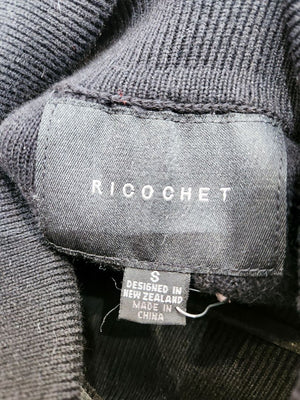 RICOCHET
S
DESIGNED IN
NEW ZEALAND
MADE IN
CHINA